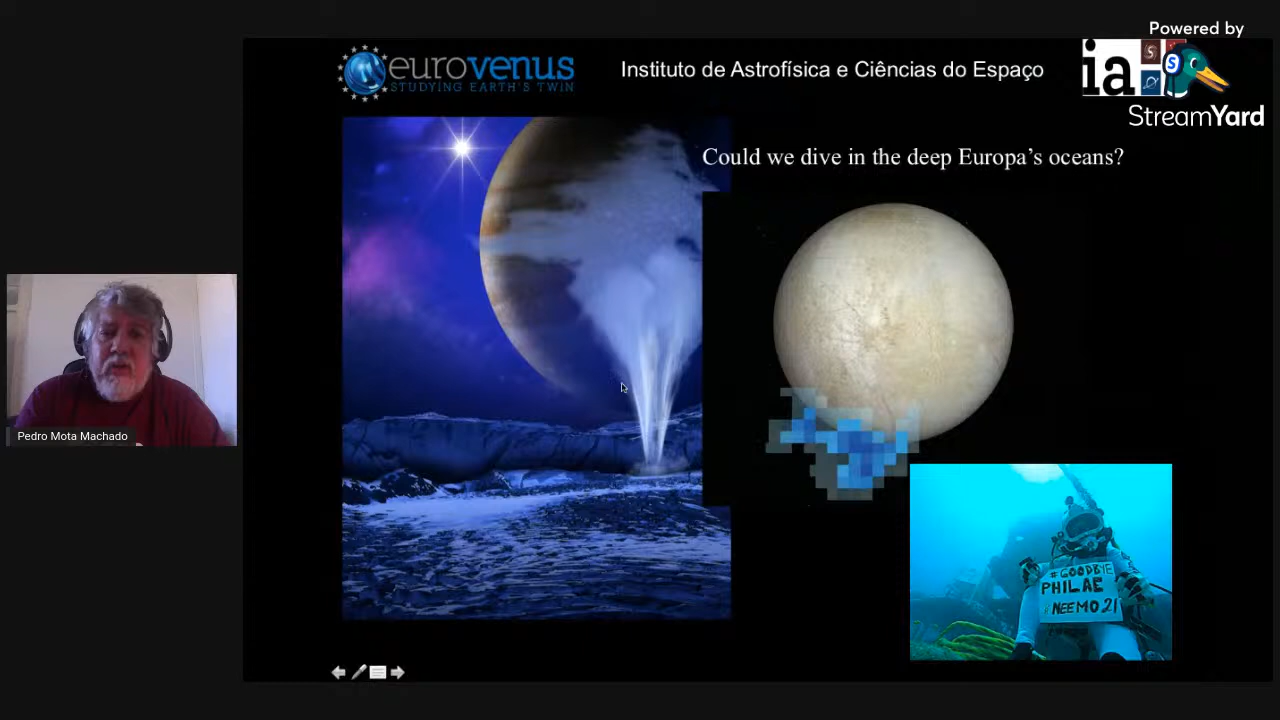 Powered by
StreamYard
eurovenus
STUDYING EARTH'S TWIN
Instituto de Astrofísica e Ciências do Espaço
ia
S
Could we dive in the deep Europa's oceans?
Pedro Mota Machado
#GOODBYE
PHILAE
# NEEMO21